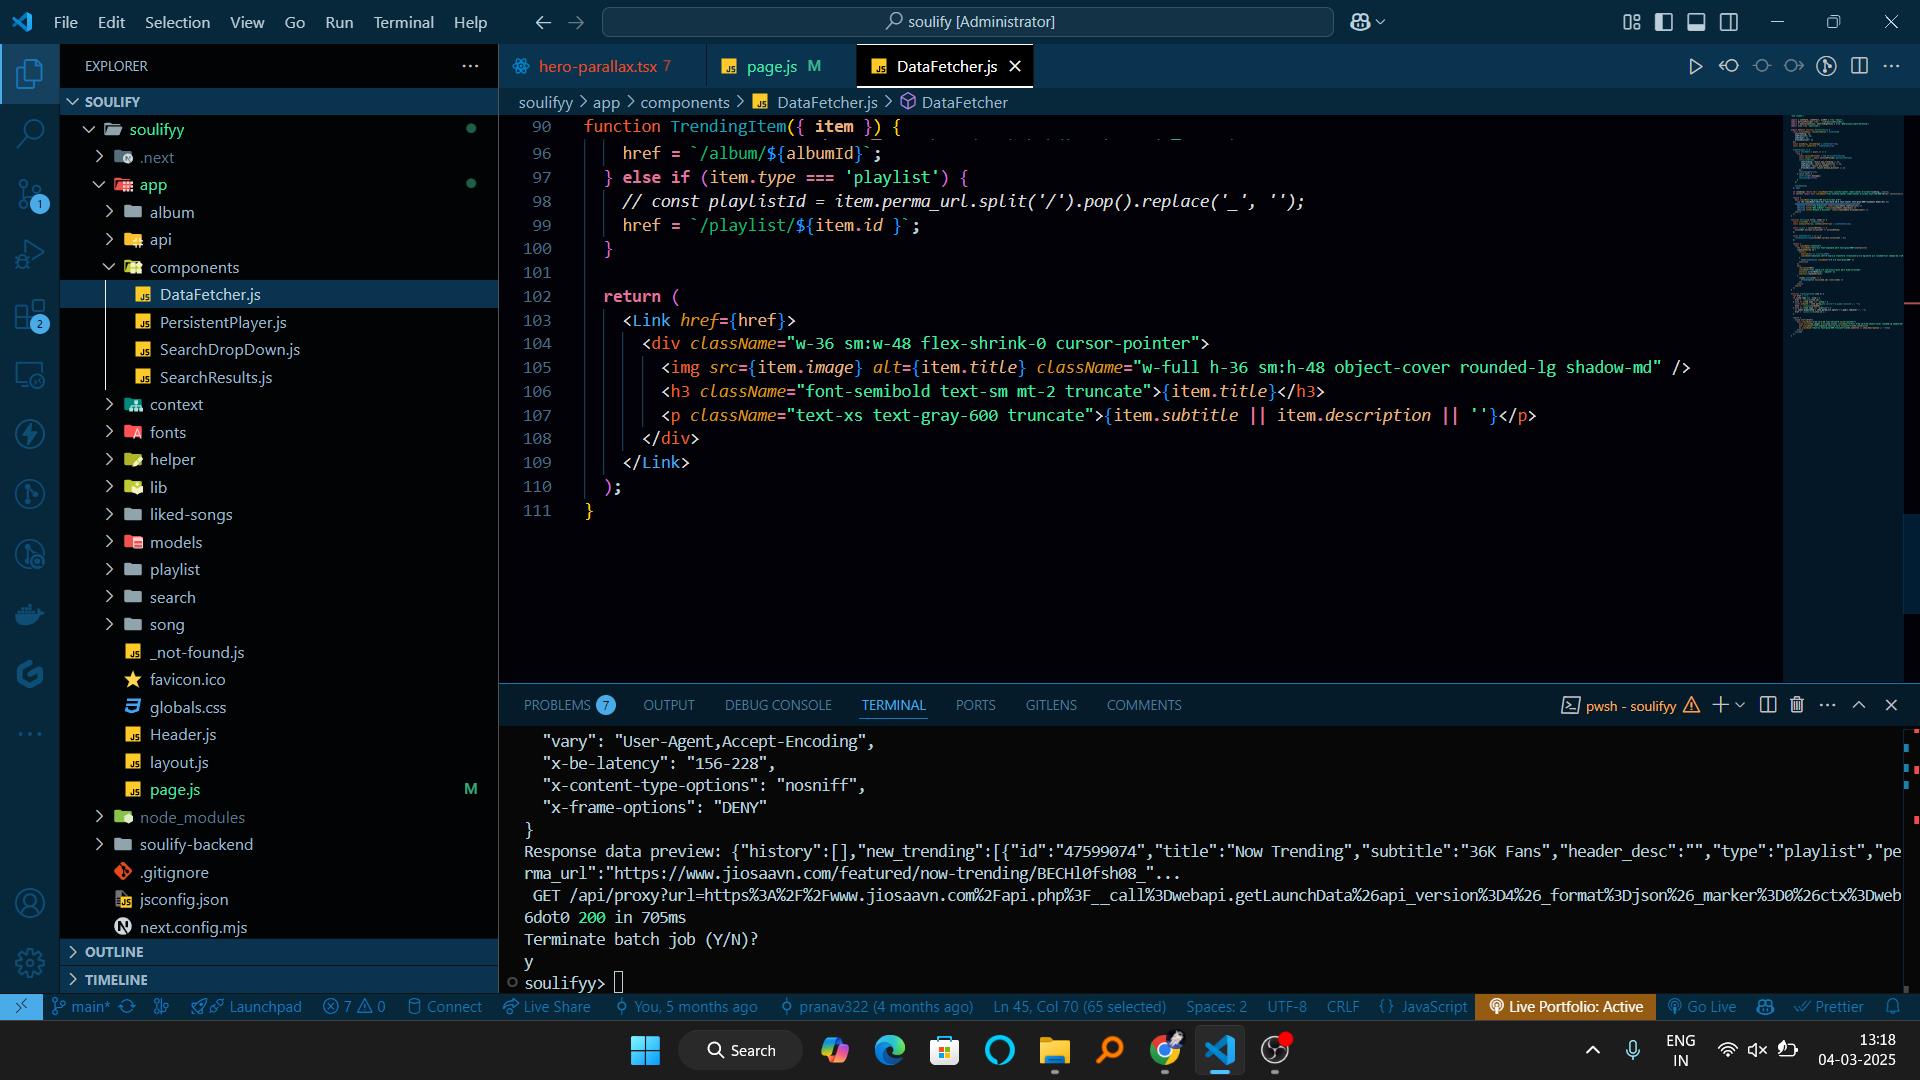 File Edit Selection View Go Run Terminal Help
soulify [Administrator]
EXPLORER
SOULIFY
soulifyy
.next
app
album
api
components
DataFetcher.js
PersistentPlayer.js
SearchDropDown.js
SearchResults.js
context
fonts
helper
lib
liked-songs
models
playlist
search
song
_not-found.js
favicon.ico
globals.css
Header.js
layout.js
page.js M
node_modules
soulify-backend
.gitignore
jsconfig.json
next.config.mjs
OUTLINE
TIMELINE
1
2
hero-parallax.tsx 7
page.js M
DataFetcher.js
soulifyy > app > components > DataFetcher.js > DataFetcher
90 function TrendingItem({ item }) {
96 href = `/album/${albumId}`;
97 } else if (item.type === 'playlist') {
98 // const playlistId = item.perma_url.split('/').pop().replace('_', '');
99 href = `/playlist/${item.id }`;
100 }
101
102 return (
103 <Link href={href}>
104 <div className="w-36 sm:w-48 flex-shrink-0 cursor-pointer">
105 <img src={item.image} alt={item.title} className="w-full h-36 sm:h-48 object-cover rounded-lg shadow-md" />
106 <h3 className="font-semibold text-sm mt-2 truncate">{item.title}</h3>
107 <p className="text-xs text-gray-600 truncate">{item.subtitle || item.description || ''}</p>
108 </div>
109 </Link>
110 );
111 }
PROBLEMS 7 OUTPUT DEBUG CONSOLE TERMINAL PORTS GITLENS COMMENTS
pwsh - soulifyy
"vary": "User-Agent,Accept-Encoding",
"x-be-latency": "156-228",
"x-content-type-options": "nosniff",
"x-frame-options": "DENY"
}
Response data preview: {"history":[],"new_trending":[{"id":"47599074","title":"Now Trending","subtitle":"36K Fans","header_desc":"","type":"playlist","pe
rma_url":"https://www.jiosaavn.com/featured/now-trending/BECHl0fsh08_"...
GET /api/proxy?url=https%3A%2F%2Fwww.jiosaavn.com%2Fapi.php%3F__call%3Dwebapi.getLaunchData%26api_version%3D4%26_format%3Djson%26_marker%3D0%26ctx%3Dweb
6dot0 200 in 705ms
Terminate batch job (Y/N)?
y
soulifyy>
main* Launchpad 7 0 Connect Live Share You, 5 months ago pranav322 (4 months ago) Ln 45, Col 70 (65 selected) Spaces: 2 UTF-8 CRLF {} JavaScript Live Portfolio: Active Go Live Prettier
Search
ENG
IN
13:18
04-03-2025